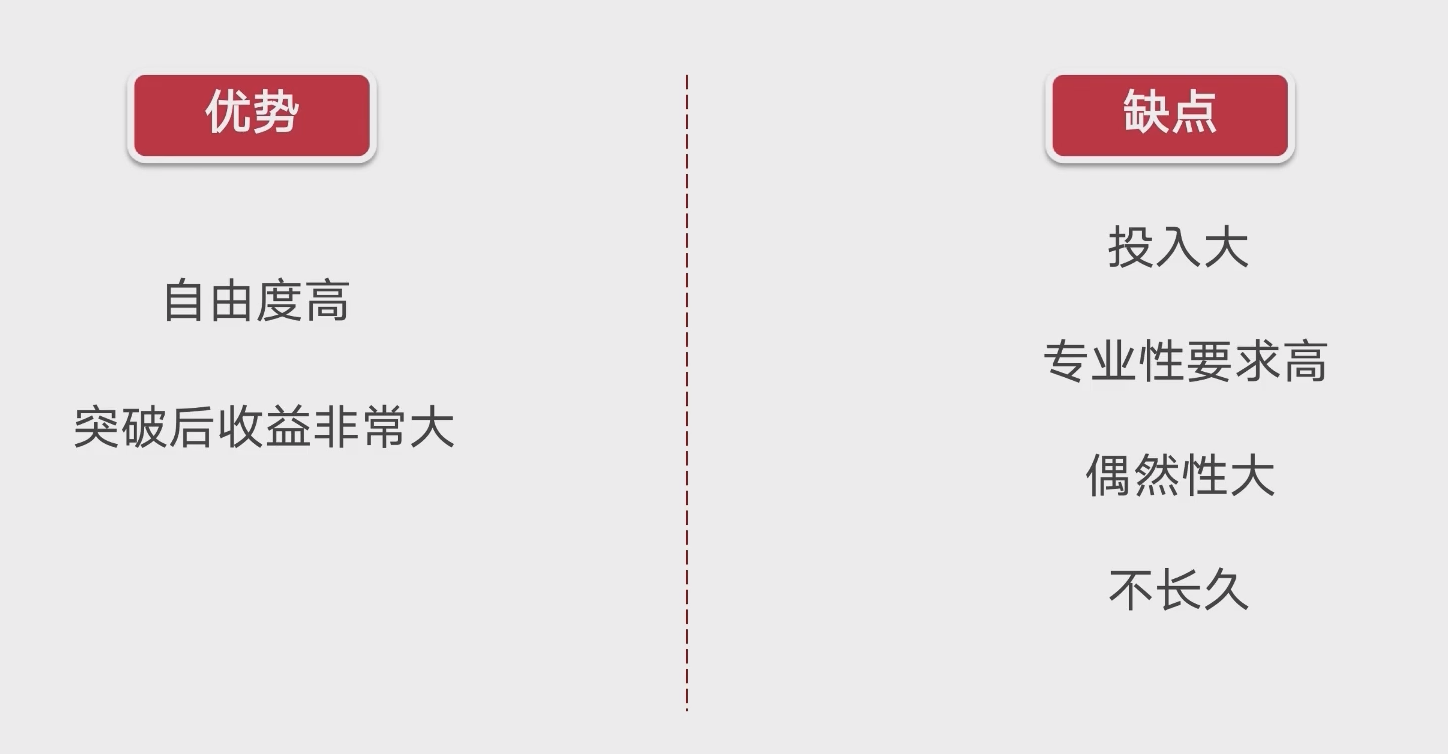 优势
自由度高
突破后收益非常大
缺点
投入大
专业性要求高
偶然性大
不长久